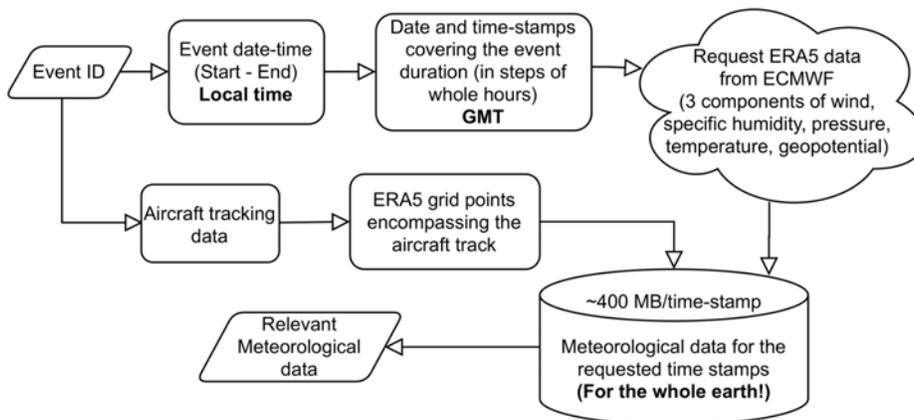 Event ID
Event date-time
(Start - End)
Local time
Date and time-stamps
covering the event
duration (in steps of
whole hours)
GMT
Request ERA5 data
from ECMWF
(3 components of wind,
specific humidity, pressure,
temperature, geopotential)
Aircraft tracking
data
ERA5 grid points
encompassing the
aircraft track
~400 MB/time-stamp
Meteorological data for the
requested time stamps
(For the whole earth!)
Relevant
Meteorological
data